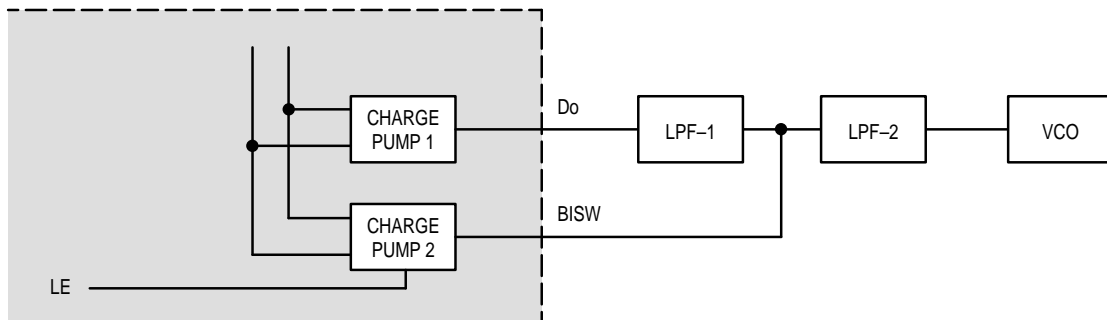 CHARGE
PUMP 1
Do
LPF–1
LPF–2
VCO
CHARGE
PUMP 2
BISW
LE